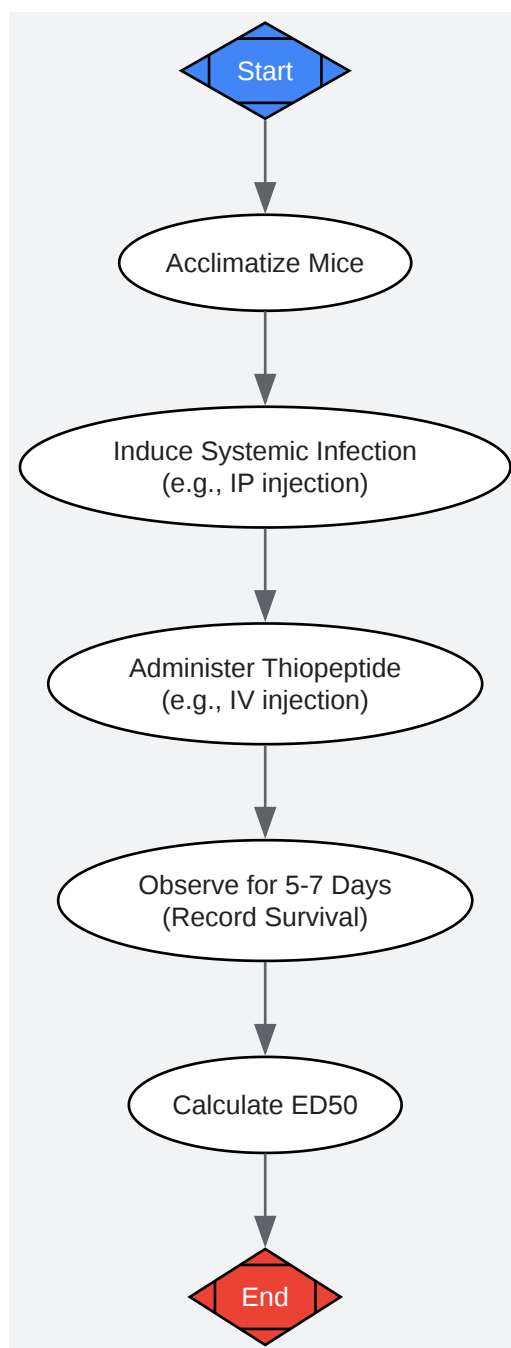 Start
Acclimatize Mice
Induce Systemic Infection
(e.g., IP injection)
Administer Thiopeptide
(e.g., IV injection)
Observe for 5-7 Days
(Record Survival)
Calculate ED50
End